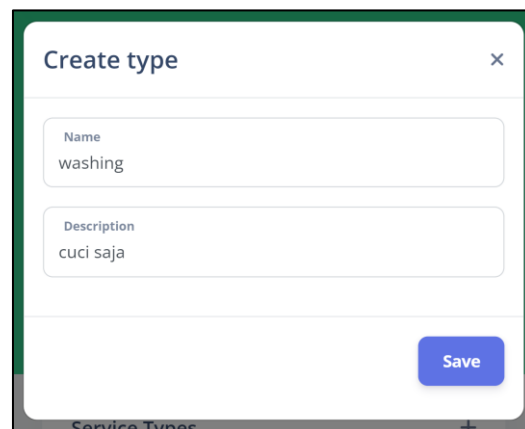 Create type
×
Name
washing
Description
cuci saja
Save
Service Types
+